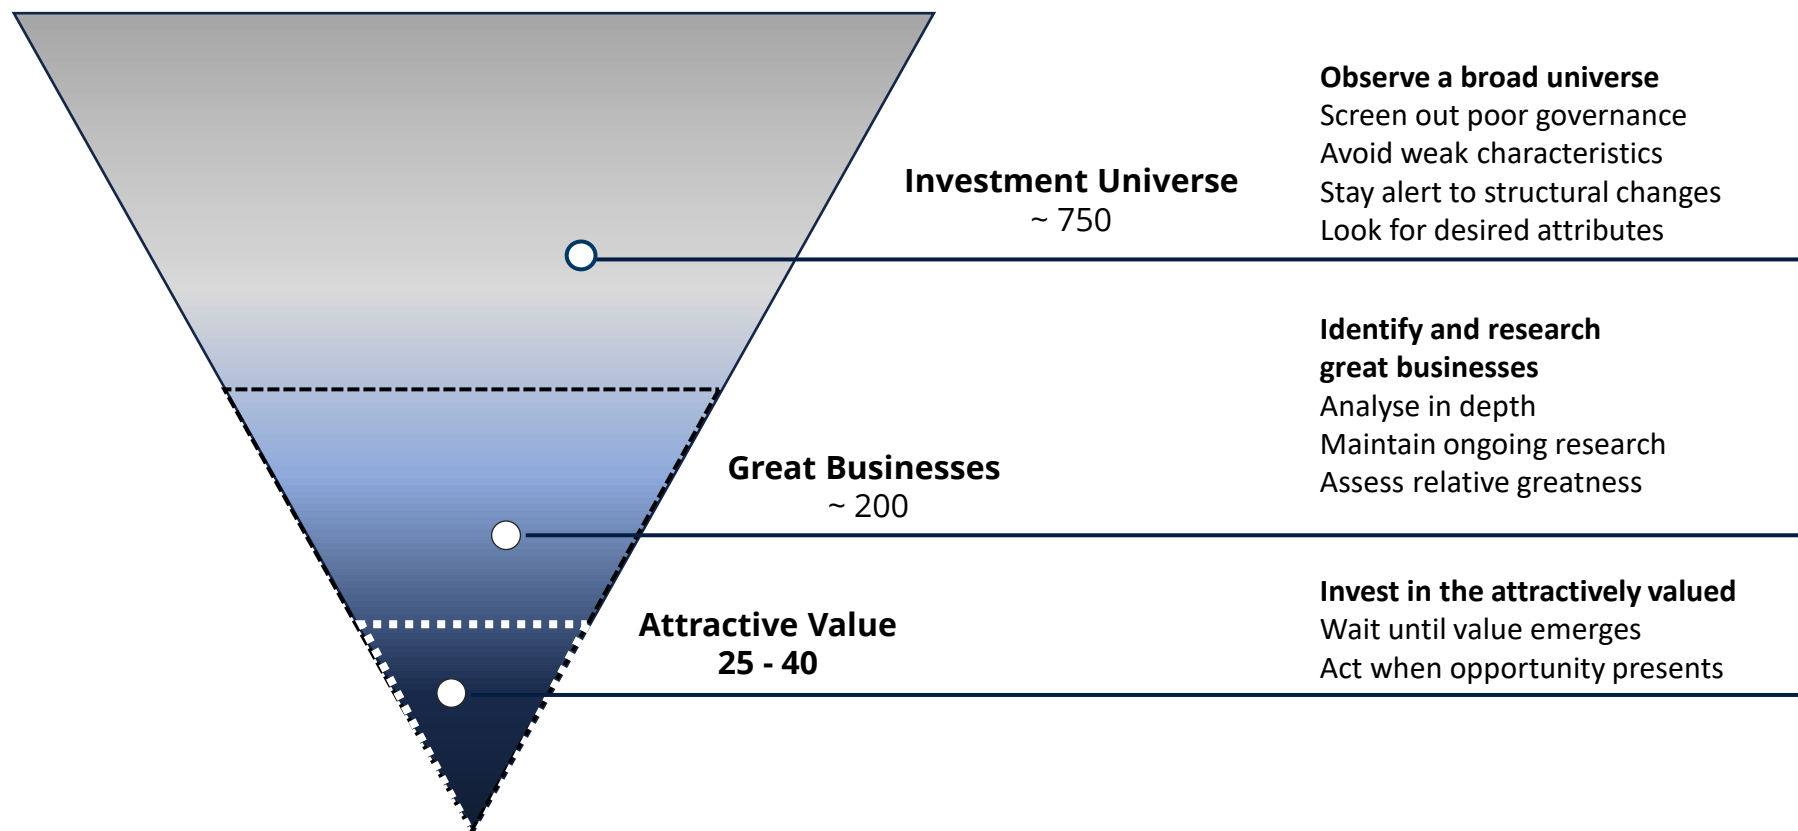 Investment Universe
~ 750
Observe a broad universe
Screen out poor governance
Avoid weak characteristics
Stay alert to structural changes
Look for desired attributes
Great Businesses
~ 200
Identify and research
great businesses
Analyse in depth
Maintain ongoing research
Assess relative greatness
Attractive Value
25 - 40
Invest in the attractively valued
Wait until value emerges
Act when opportunity presents